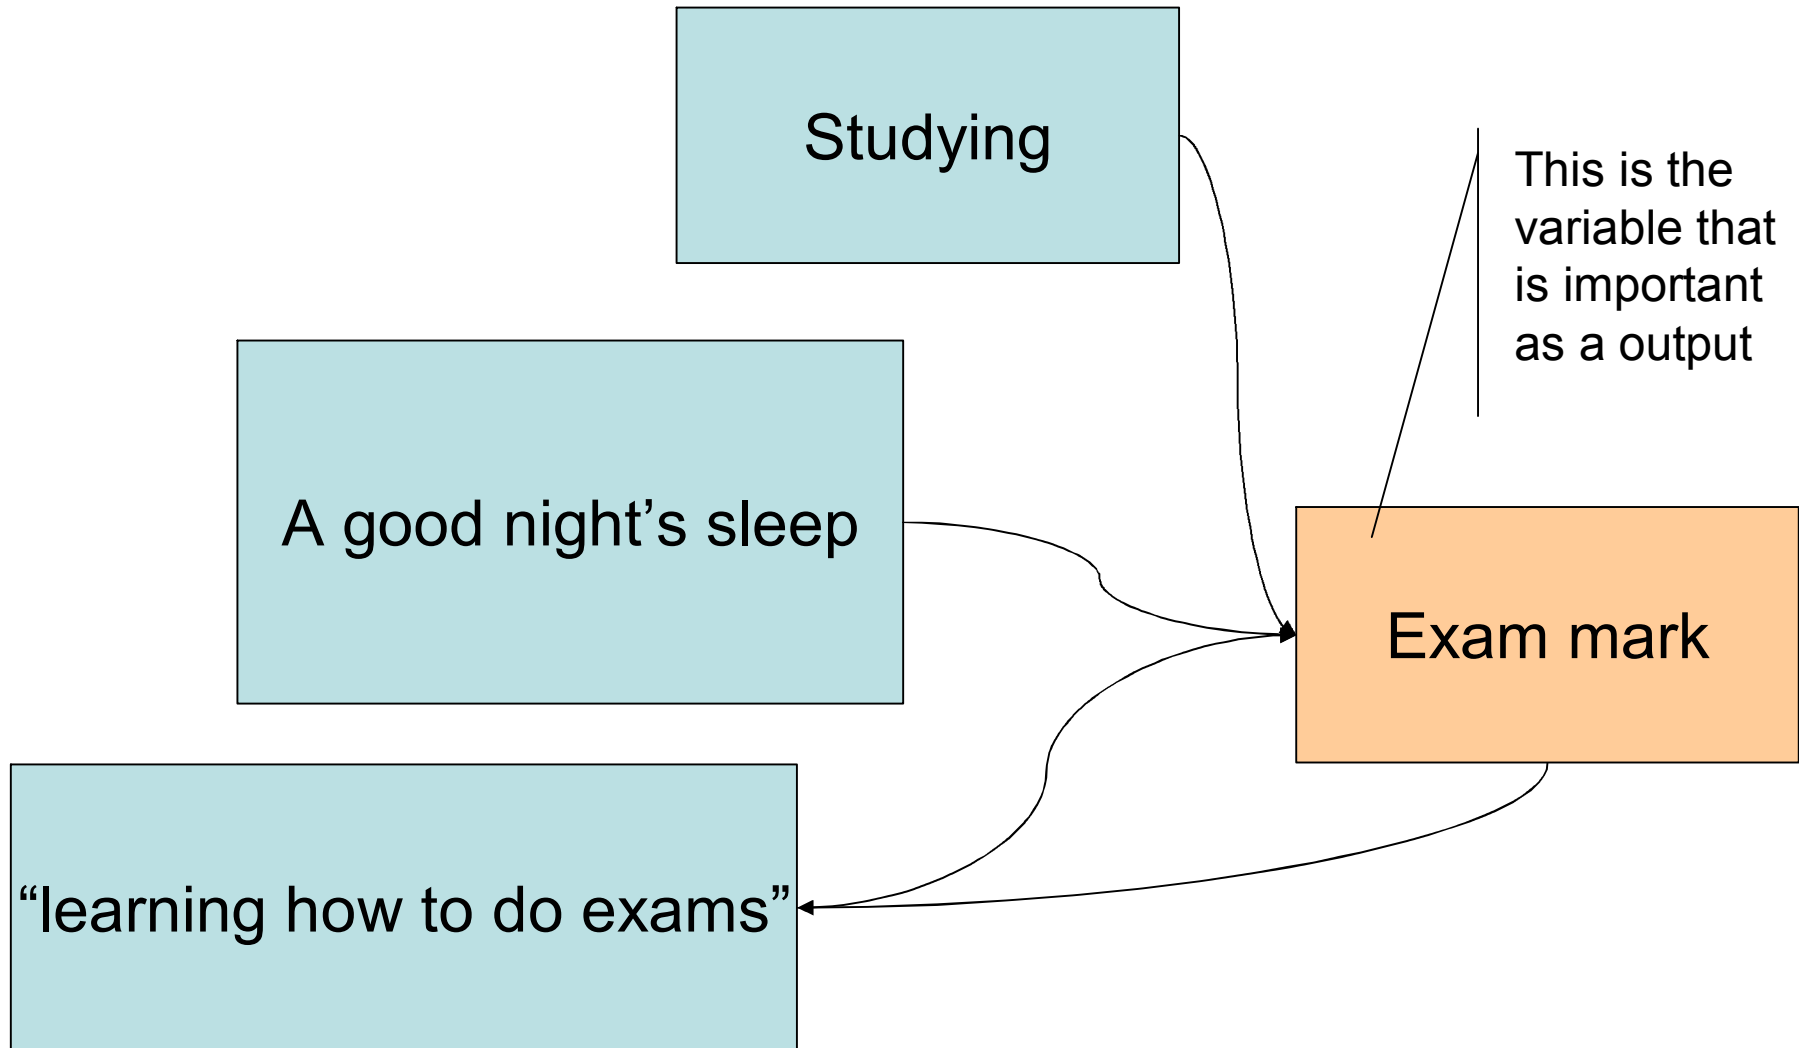 Studying
This is the
variable that
is important
as a output
A good night’s sleep
Exam mark
“learning how to do exams”